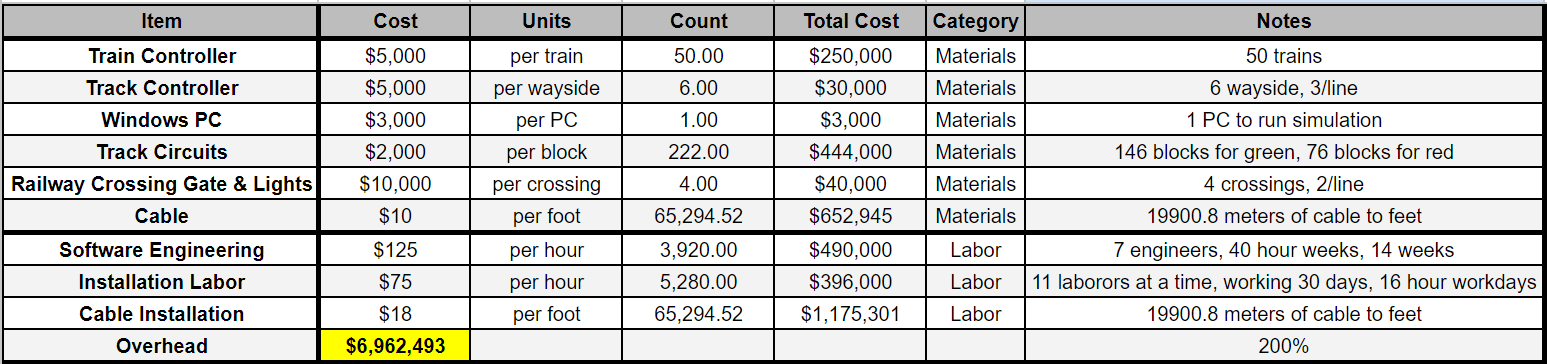 Item Cost Units Count Total Cost Category Notes
Train Controller $5,000 per train 50.00 $250,000 Materials 50 trains
Track Controller $5,000 per wayside 6.00 $30,000 Materials 6 wayside, 3/line
Windows PC $3,000 per PC 1.00 $3,000 Materials 1 PC to run simulation
Track Circuits $2,000 per block 222.00 $444,000 Materials 146 blocks for green, 76 blocks for red
Railway Crossing Gate & Lights $10,000 per crossing 4.00 $40,000 Materials 4 crossings, 2/line
Cable $10 per foot 65,294.52 $652,945 Materials 19900.8 meters of cable to feet
Software Engineering $125 per hour 3,920.00 $490,000 Labor 7 engineers, 40 hour weeks, 14 weeks
Installation Labor $75 per hour 5,280.00 $396,000 Labor 11 laborors at a time, working 30 days, 16 hour workdays
Cable Installation $18 per foot 65,294.52 $1,175,301 Labor 19900.8 meters of cable to feet
Overhead $6,962,493 200%